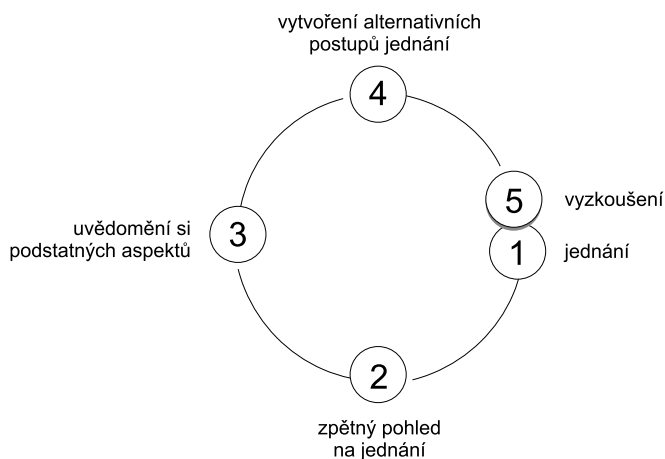 vytvoření alternativních
postupů jednání
4
5
vyzkoušení
uvědomění si
podstatných aspektů
3
1
jednání
2
zpětný pohled
na jednání